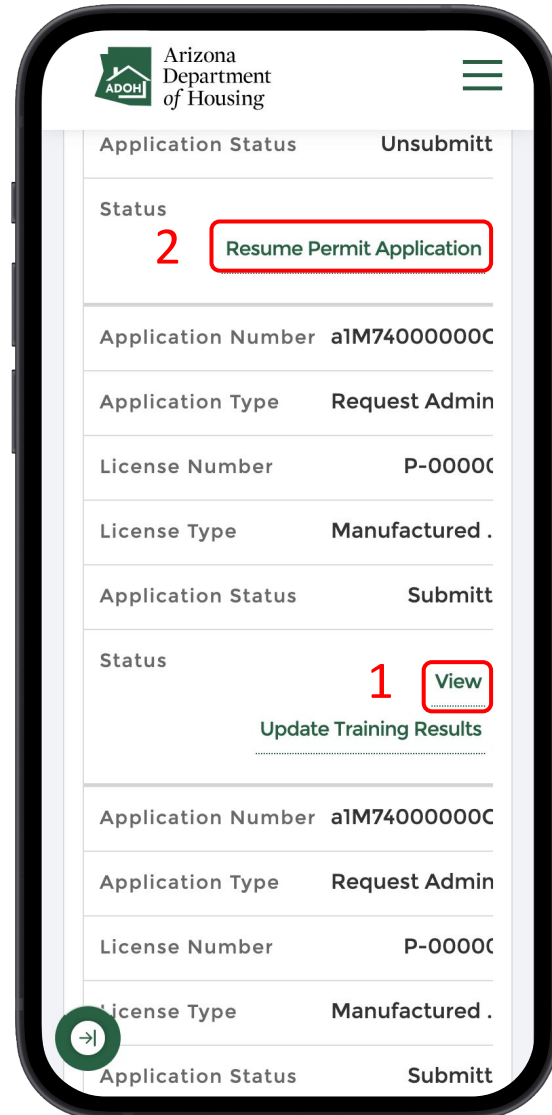 Arizona
Department
of Housing
ADOH
Application Status Unsubmitt
Status
2 Resume Permit Application
Application Number a1M74000000C
Application Type Request Admin
License Number P-00000
License Type Manufactured .
Application Status Submitt
Status
1 View
Update Training Results
Application Number a1M74000000C
Application Type Request Admin
License Number P-00000
License Type Manufactured .
Application Status Submitt